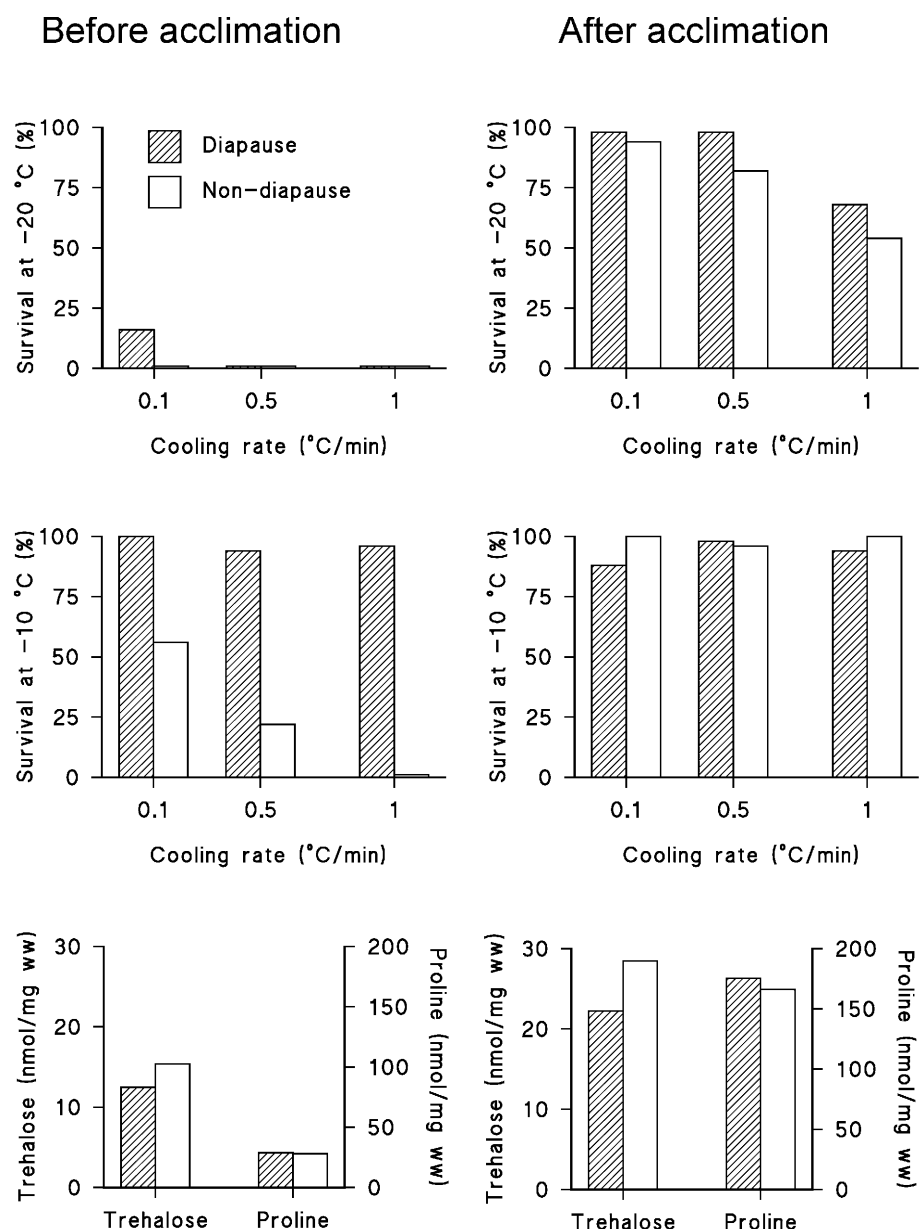 Before acclimation
After acclimation
Survival at −20 °C (%)
100
75
50
25
0
Diapause
Non−diapause
0.1
0.5
1
Cooling rate (°C/min)
Survival at −20 °C (%)
100
75
50
25
0
0.1
0.5
1
Cooling rate (°C/min)
Survival at −10 °C (%)
100
75
50
25
0
0.1
0.5
1
Cooling rate (°C/min)
Survival at −10 °C (%)
100
75
50
25
0
0.1
0.5
1
Cooling rate (°C/min)
Trehalose (nmol/mg ww)
30
20
10
0
Trehalose
Proline
200
150
100
50
0
Proline (nmol/mg ww)
Trehalose (nmol/mg ww)
30
20
10
0
Trehalose
Proline
200
150
100
50
0
Proline (nmol/mg ww)